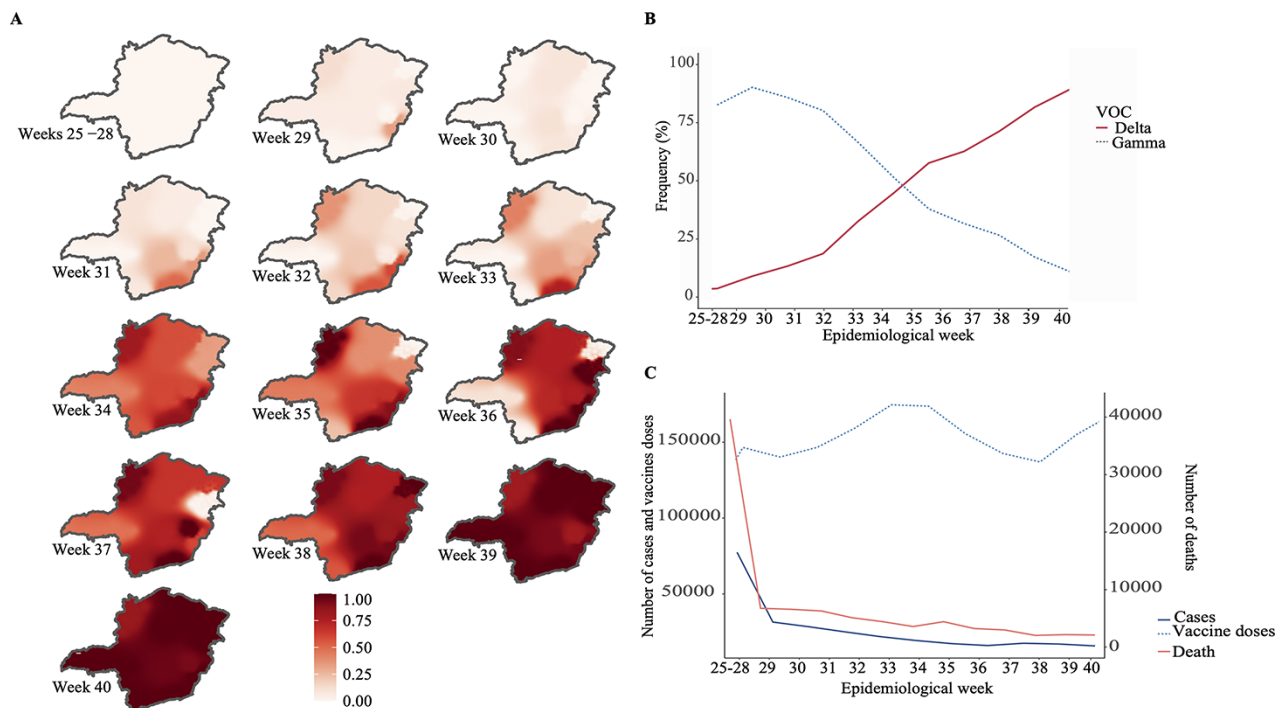 A
Weeks 25 –28
Week 29
Week 30
Week 31
Week 32
Week 33
Week 34
Week 35
Week 36
Week 37
Week 38
Week 39
Week 40
1.00
0.75
0.50
0.25
0.00
B
100
75
50
25
0
Frequency (%)
25-28 29 30 31 32 33 34 35 36 37 38 39 40
Epidemiological week
VOC
Delta
Gamma
C
150000
100000
50000
Number of cases and vaccines doses
40000
30000
20000
10000
0
Number of deaths
25-28 29 30 31 32 33 34 35 36 37 38 39 40
Epidemiological week
Cases
Vaccine doses
Death